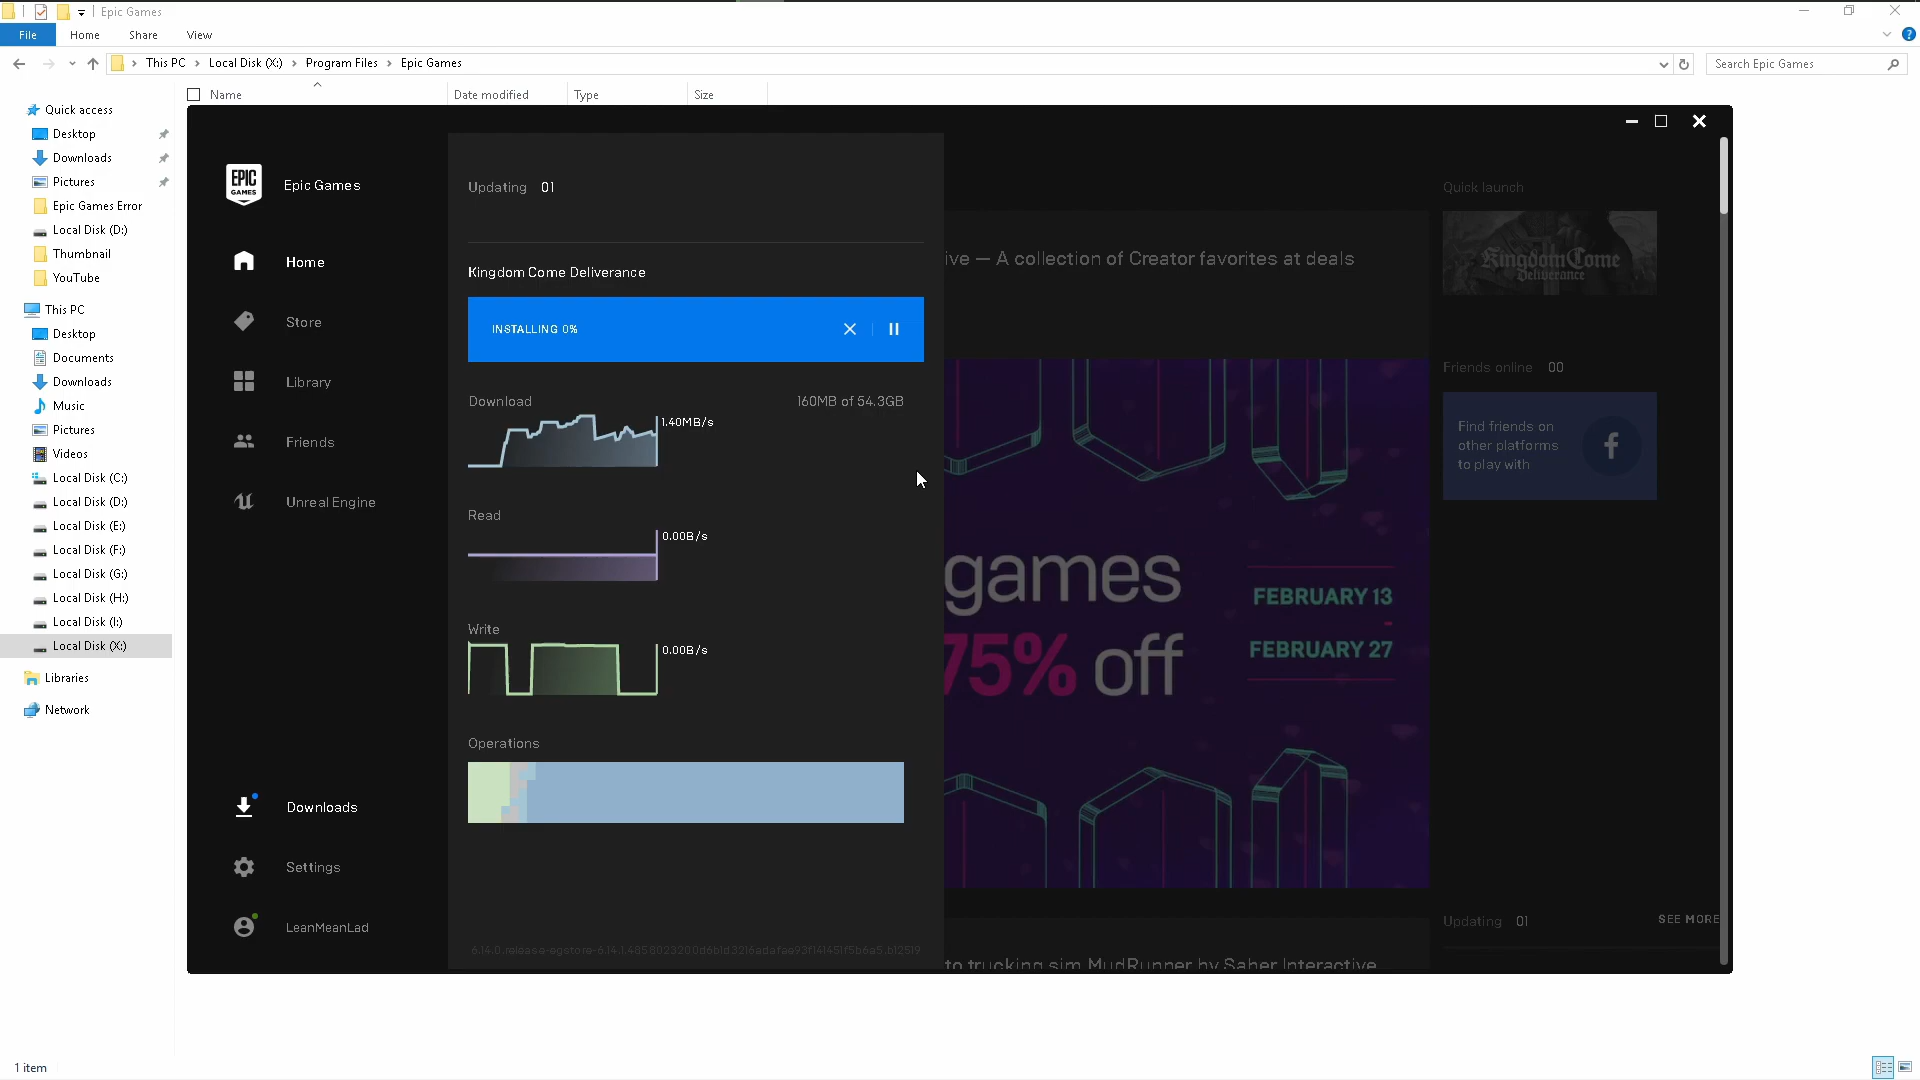 Epic Games
File
Home
Share
View
This PC
Local Disk (X:)
Program Files
Epic Games
Search Epic Games
Name
Date modified
Type
Size
Quick access
Desktop
Downloads
Pictures
Epic Games Error
Local Disk (D:)
Thumbnail
YouTube
This PC
Desktop
Documents
Downloads
Music
Pictures
Videos
Local Disk (C:)
Local Disk (D:)
Local Disk (E:)
Local Disk (F:)
Local Disk (G:)
Local Disk (H:)
Local Disk (I:)
Local Disk (X:)
Libraries
Network
1 item
EPIC
GAMES
Epic Games
Home
Store
Library
Friends
Unreal Engine
Downloads
Settings
LeanMeanLad
Updating 01
Kingdom Come Deliverance
INSTALLING 0%
Download
160MB of 54.3GB
1.40MB/s
Read
0.00B/s
Write
0.00B/s
Operations
ive — A collection of Creator favorites at deals
games
75% off
FEBRUARY 13
FEBRUARY 27
to trucking sim MudRunner by Saber Interactive
Quick launch
Kingdom Come
Deliverance
Friends online 00
Find friends on
other platforms
to play with
Updating 01
SEE MORE